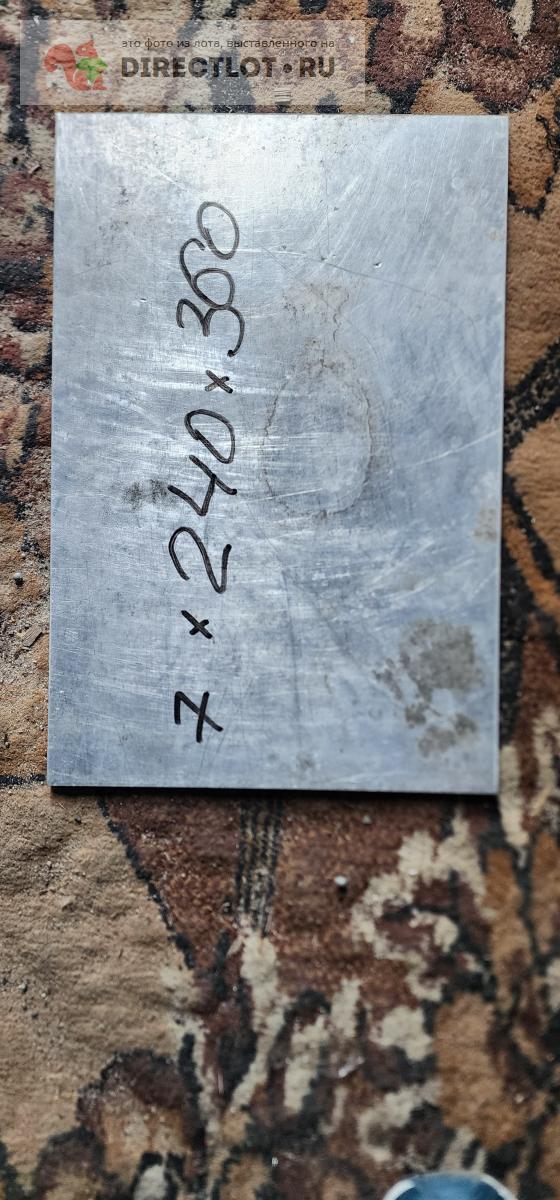 это фото из лота, выставленного на
DIRECTLOT.RU
7 x 240 x 360